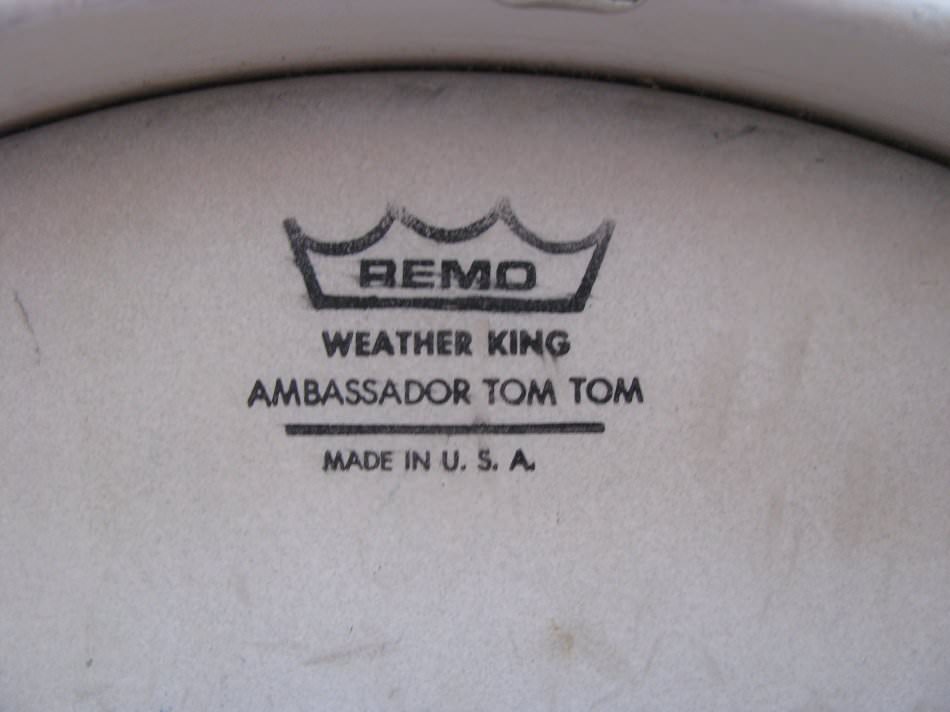 REMO
WEATHER KING
AMBASSADOR TOM TOM
MADE IN U. S. A.